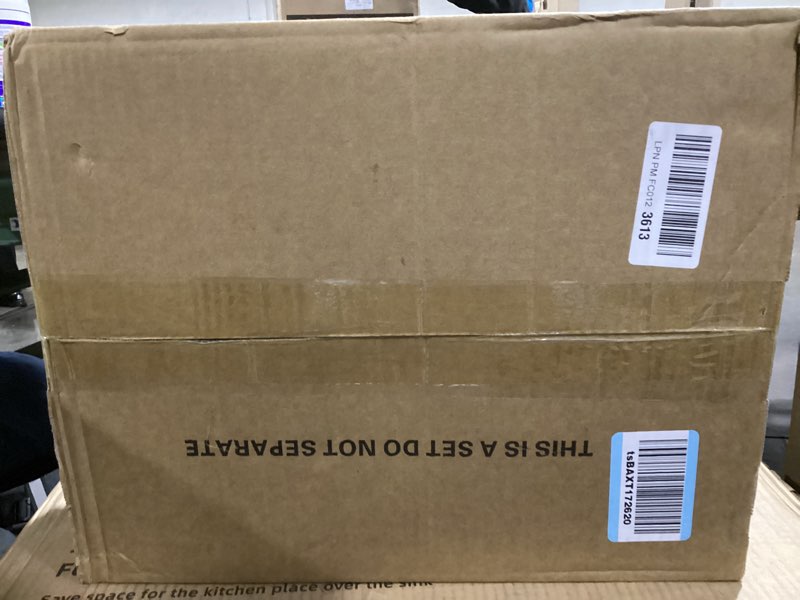 LPN PM FC012 3613
THIS IS A SET DO NOT SEPARATE
tsBAXT172620
Save space for the kitchen place over the sink